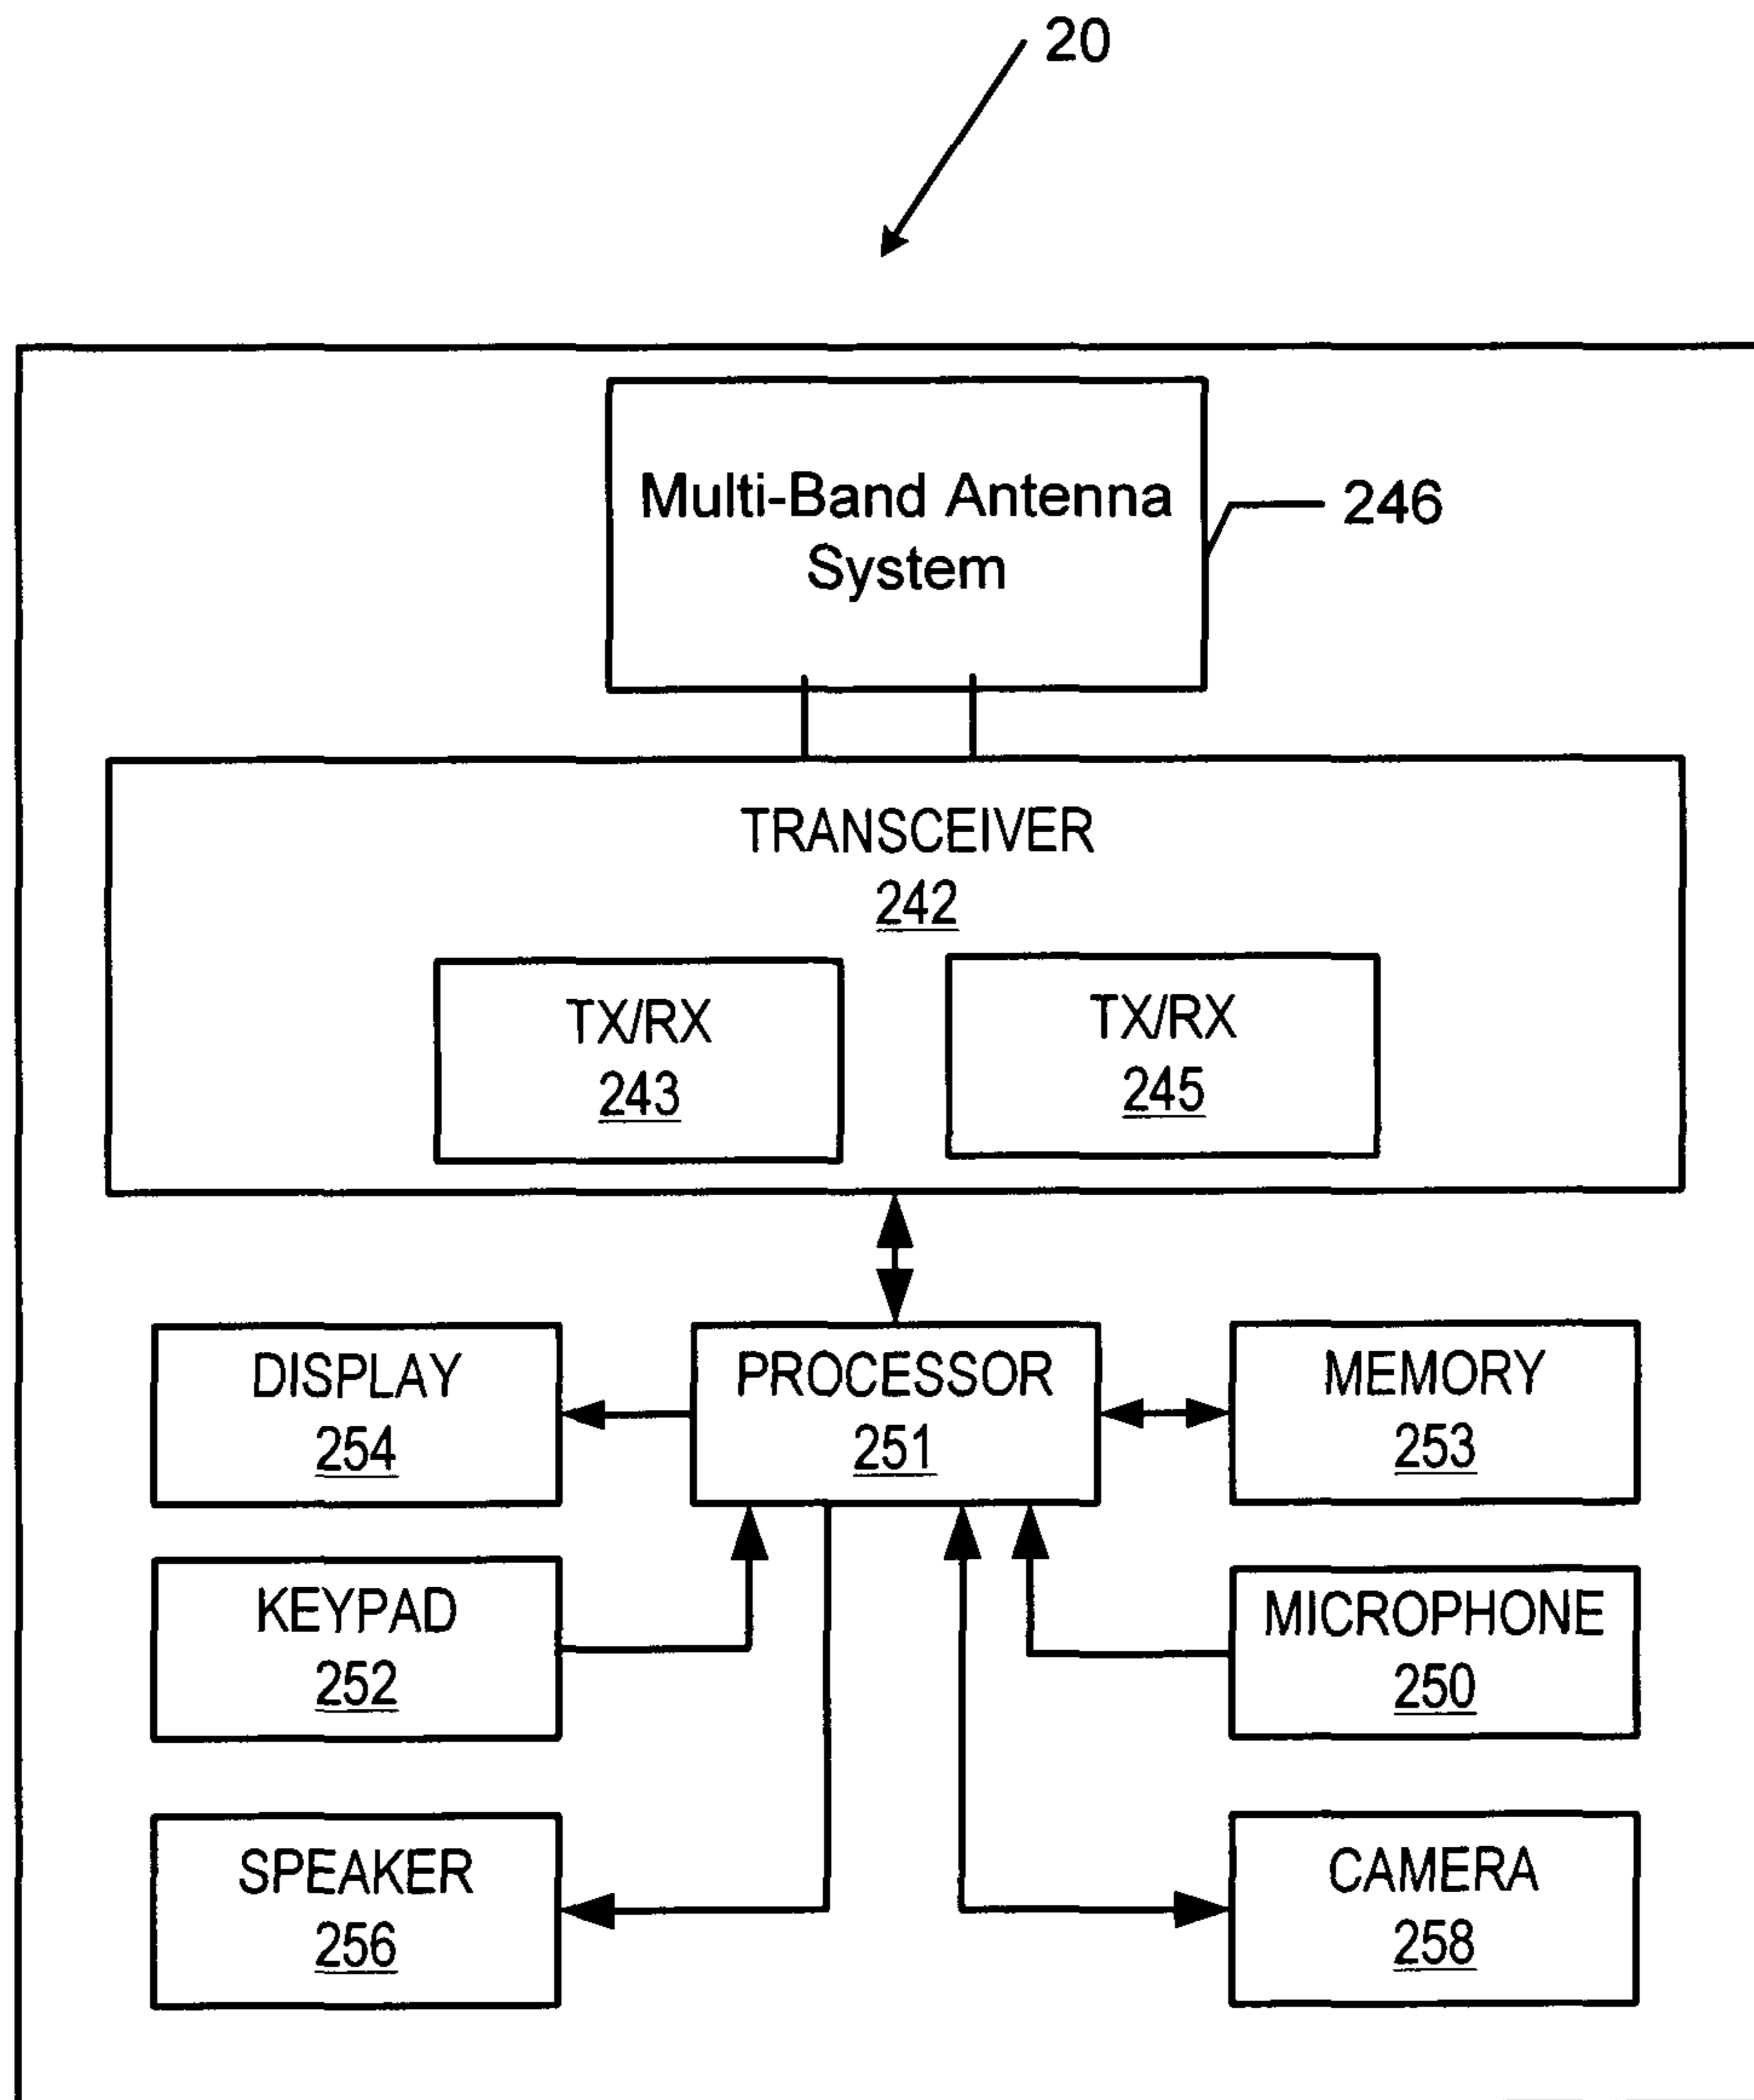 20
Multi-Band Antenna
System
246
TRANSCEIVER
242
TX/RX
243
TX/RX
245
DISPLAY
254
PROCESSOR
251
MEMORY
253
KEYPAD
252
MICROPHONE
250
SPEAKER
256
CAMERA
258